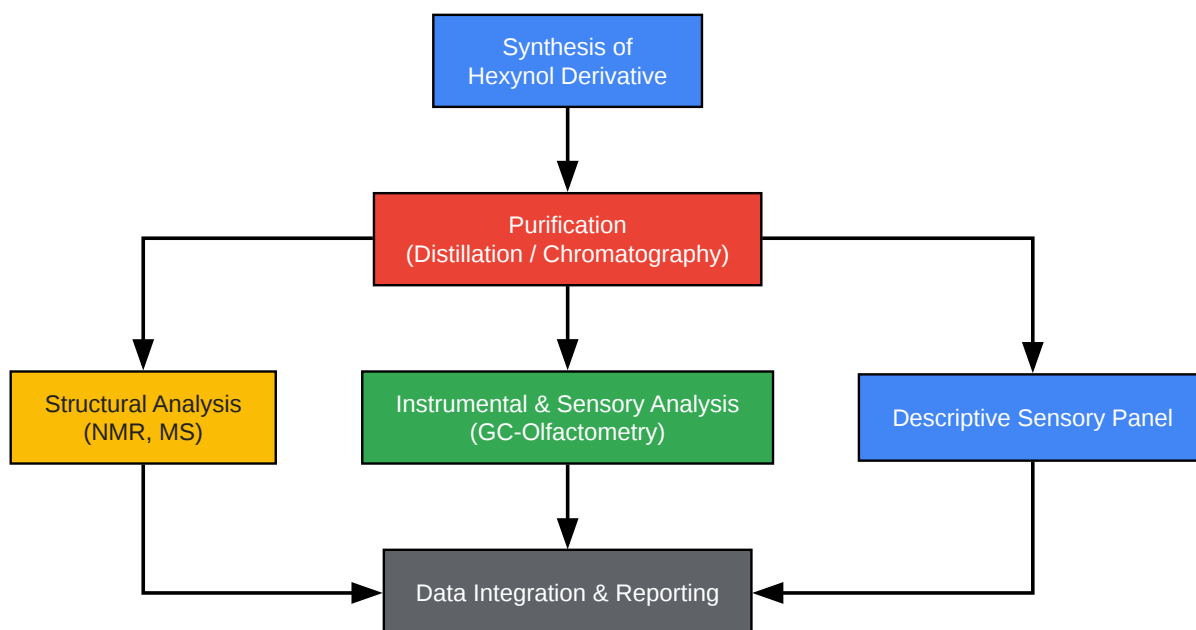 Synthesis of
Hexynol Derivative
Purification
(Distillation / Chromatography)
Structural Analysis
(NMR, MS)
Instrumental & Sensory Analysis
(GC-Olfactometry)
Descriptive Sensory Panel
Data Integration & Reporting